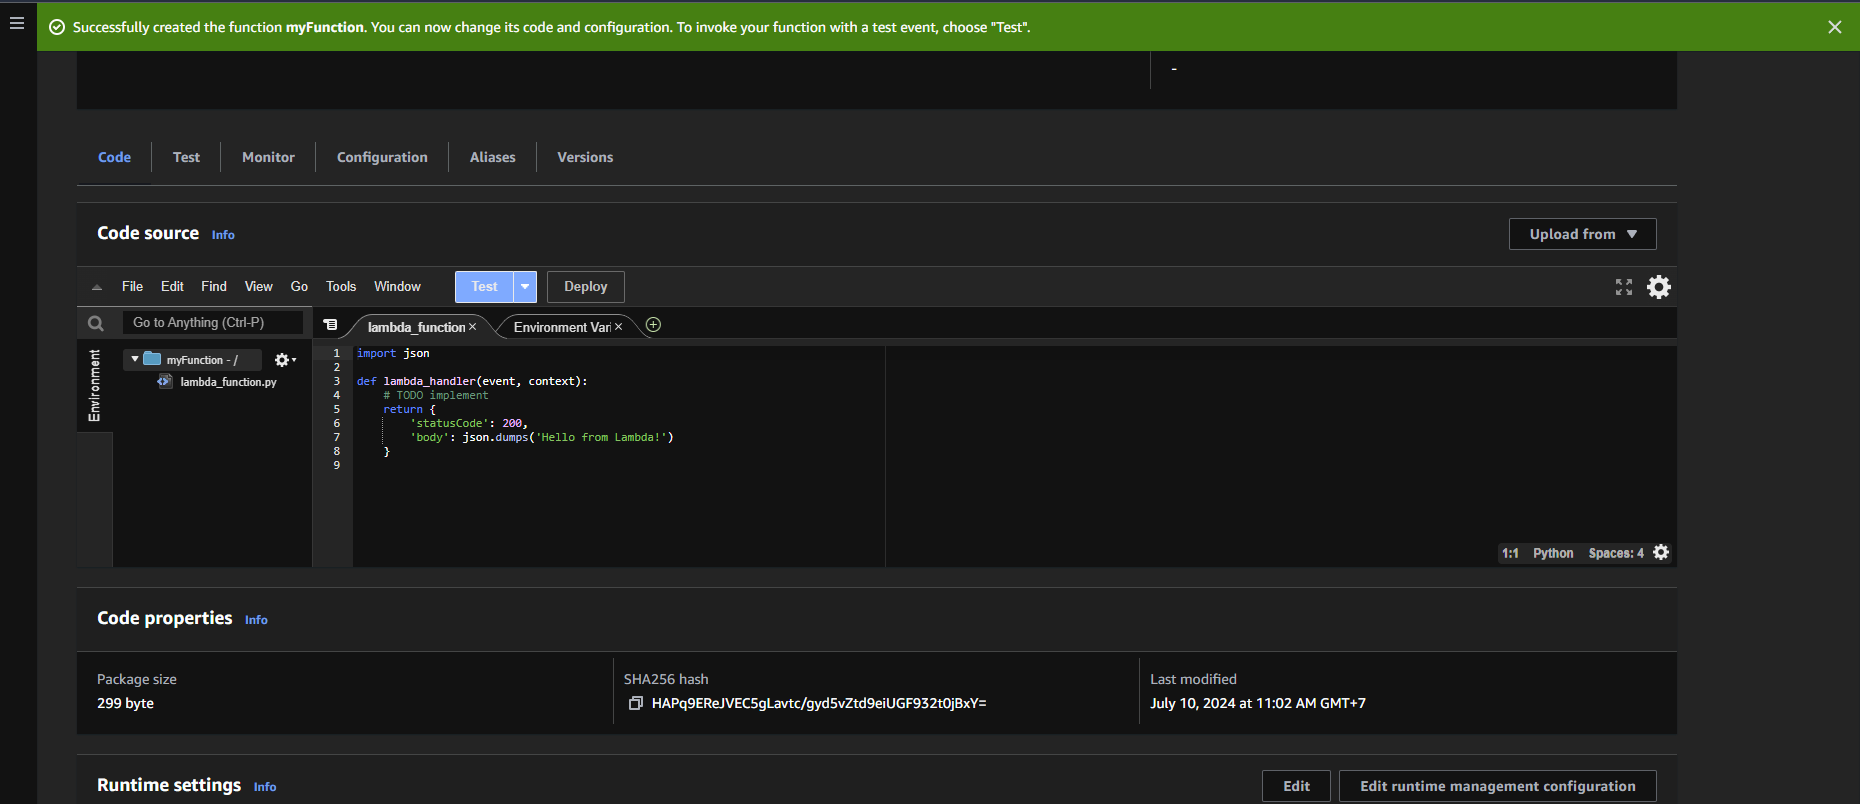 Successfully created the function myFunction. You can now change its code and configuration. To invoke your function with a test event, choose "Test".
-
Code Test Monitor Configuration Aliases Versions
Code source Info
Upload from
File Edit Find View Go Tools Window Test Deploy
Go to Anything (Ctrl-P)
lambda_function × Environment Vari ×
Environment
myFunction - /
lambda_function.py
1 import json
2
3 def lambda_handler(event, context):
4     # TODO implement
5     return {
6         'statusCode': 200,
7         'body': json.dumps('Hello from Lambda!')
8     }
9
1:1 Python Spaces: 4
Code properties Info
Package size
299 byte
SHA256 hash
HAPq9EReJVEC5gLavtc/gyd5vZtd9eiUGF932t0jBxY=
Last modified
July 10, 2024 at 11:02 AM GMT+7
Runtime settings Info
Edit
Edit runtime management configuration